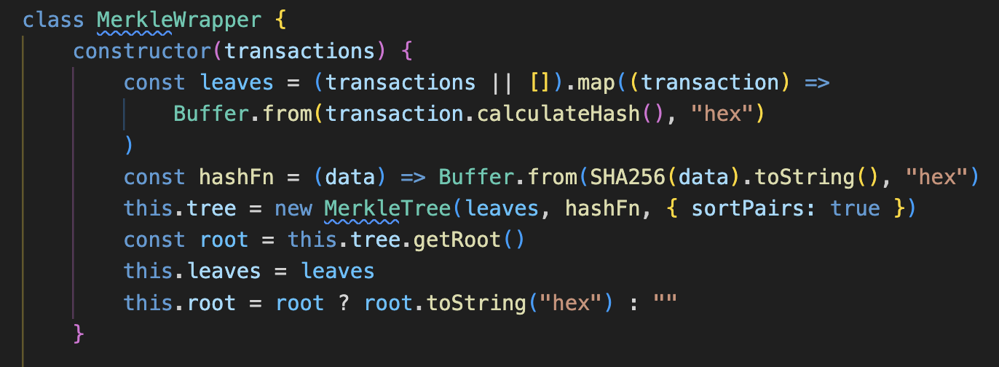 class MerkleWrapper {
    constructor(transactions) {
        const leaves = (transactions || []).map((transaction) =>
            Buffer.from(transaction.calculateHash(), "hex")
        )
        const hashFn = (data) => Buffer.from(SHA256(data).toString(), "hex")
        this.tree = new MerkleTree(leaves, hashFn, { sortPairs: true })
        const root = this.tree.getRoot()
        this.leaves = leaves
        this.root = root ? root.toString("hex") : ""
    }